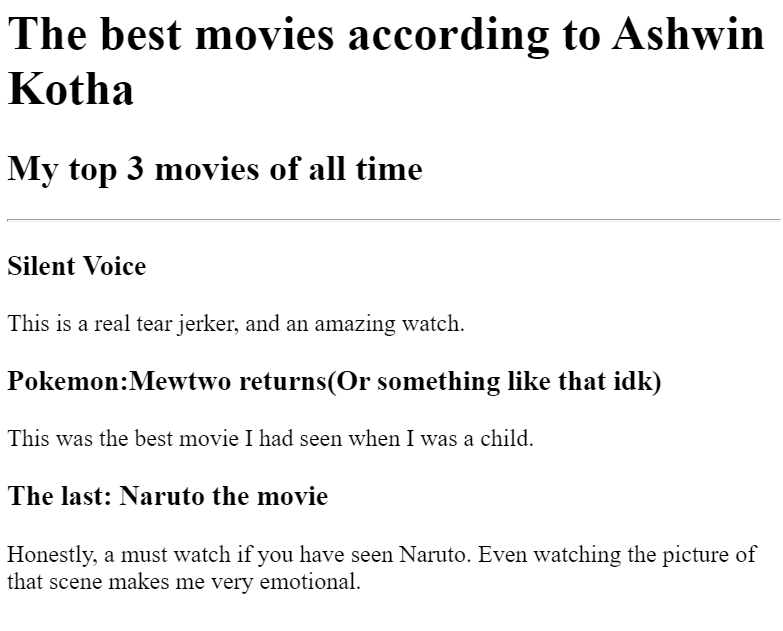 The best movies according to Ashwin
Kotha
My top 3 movies of all time
Silent Voice
This is a real tear jerker, and an amazing watch.
Pokemon:Mewtwo returns(Or something like that idk)
This was the best movie I had seen when I was a child.
The last: Naruto the movie
Honestly, a must watch if you have seen Naruto. Even watching the picture of
that scene makes me very emotional.